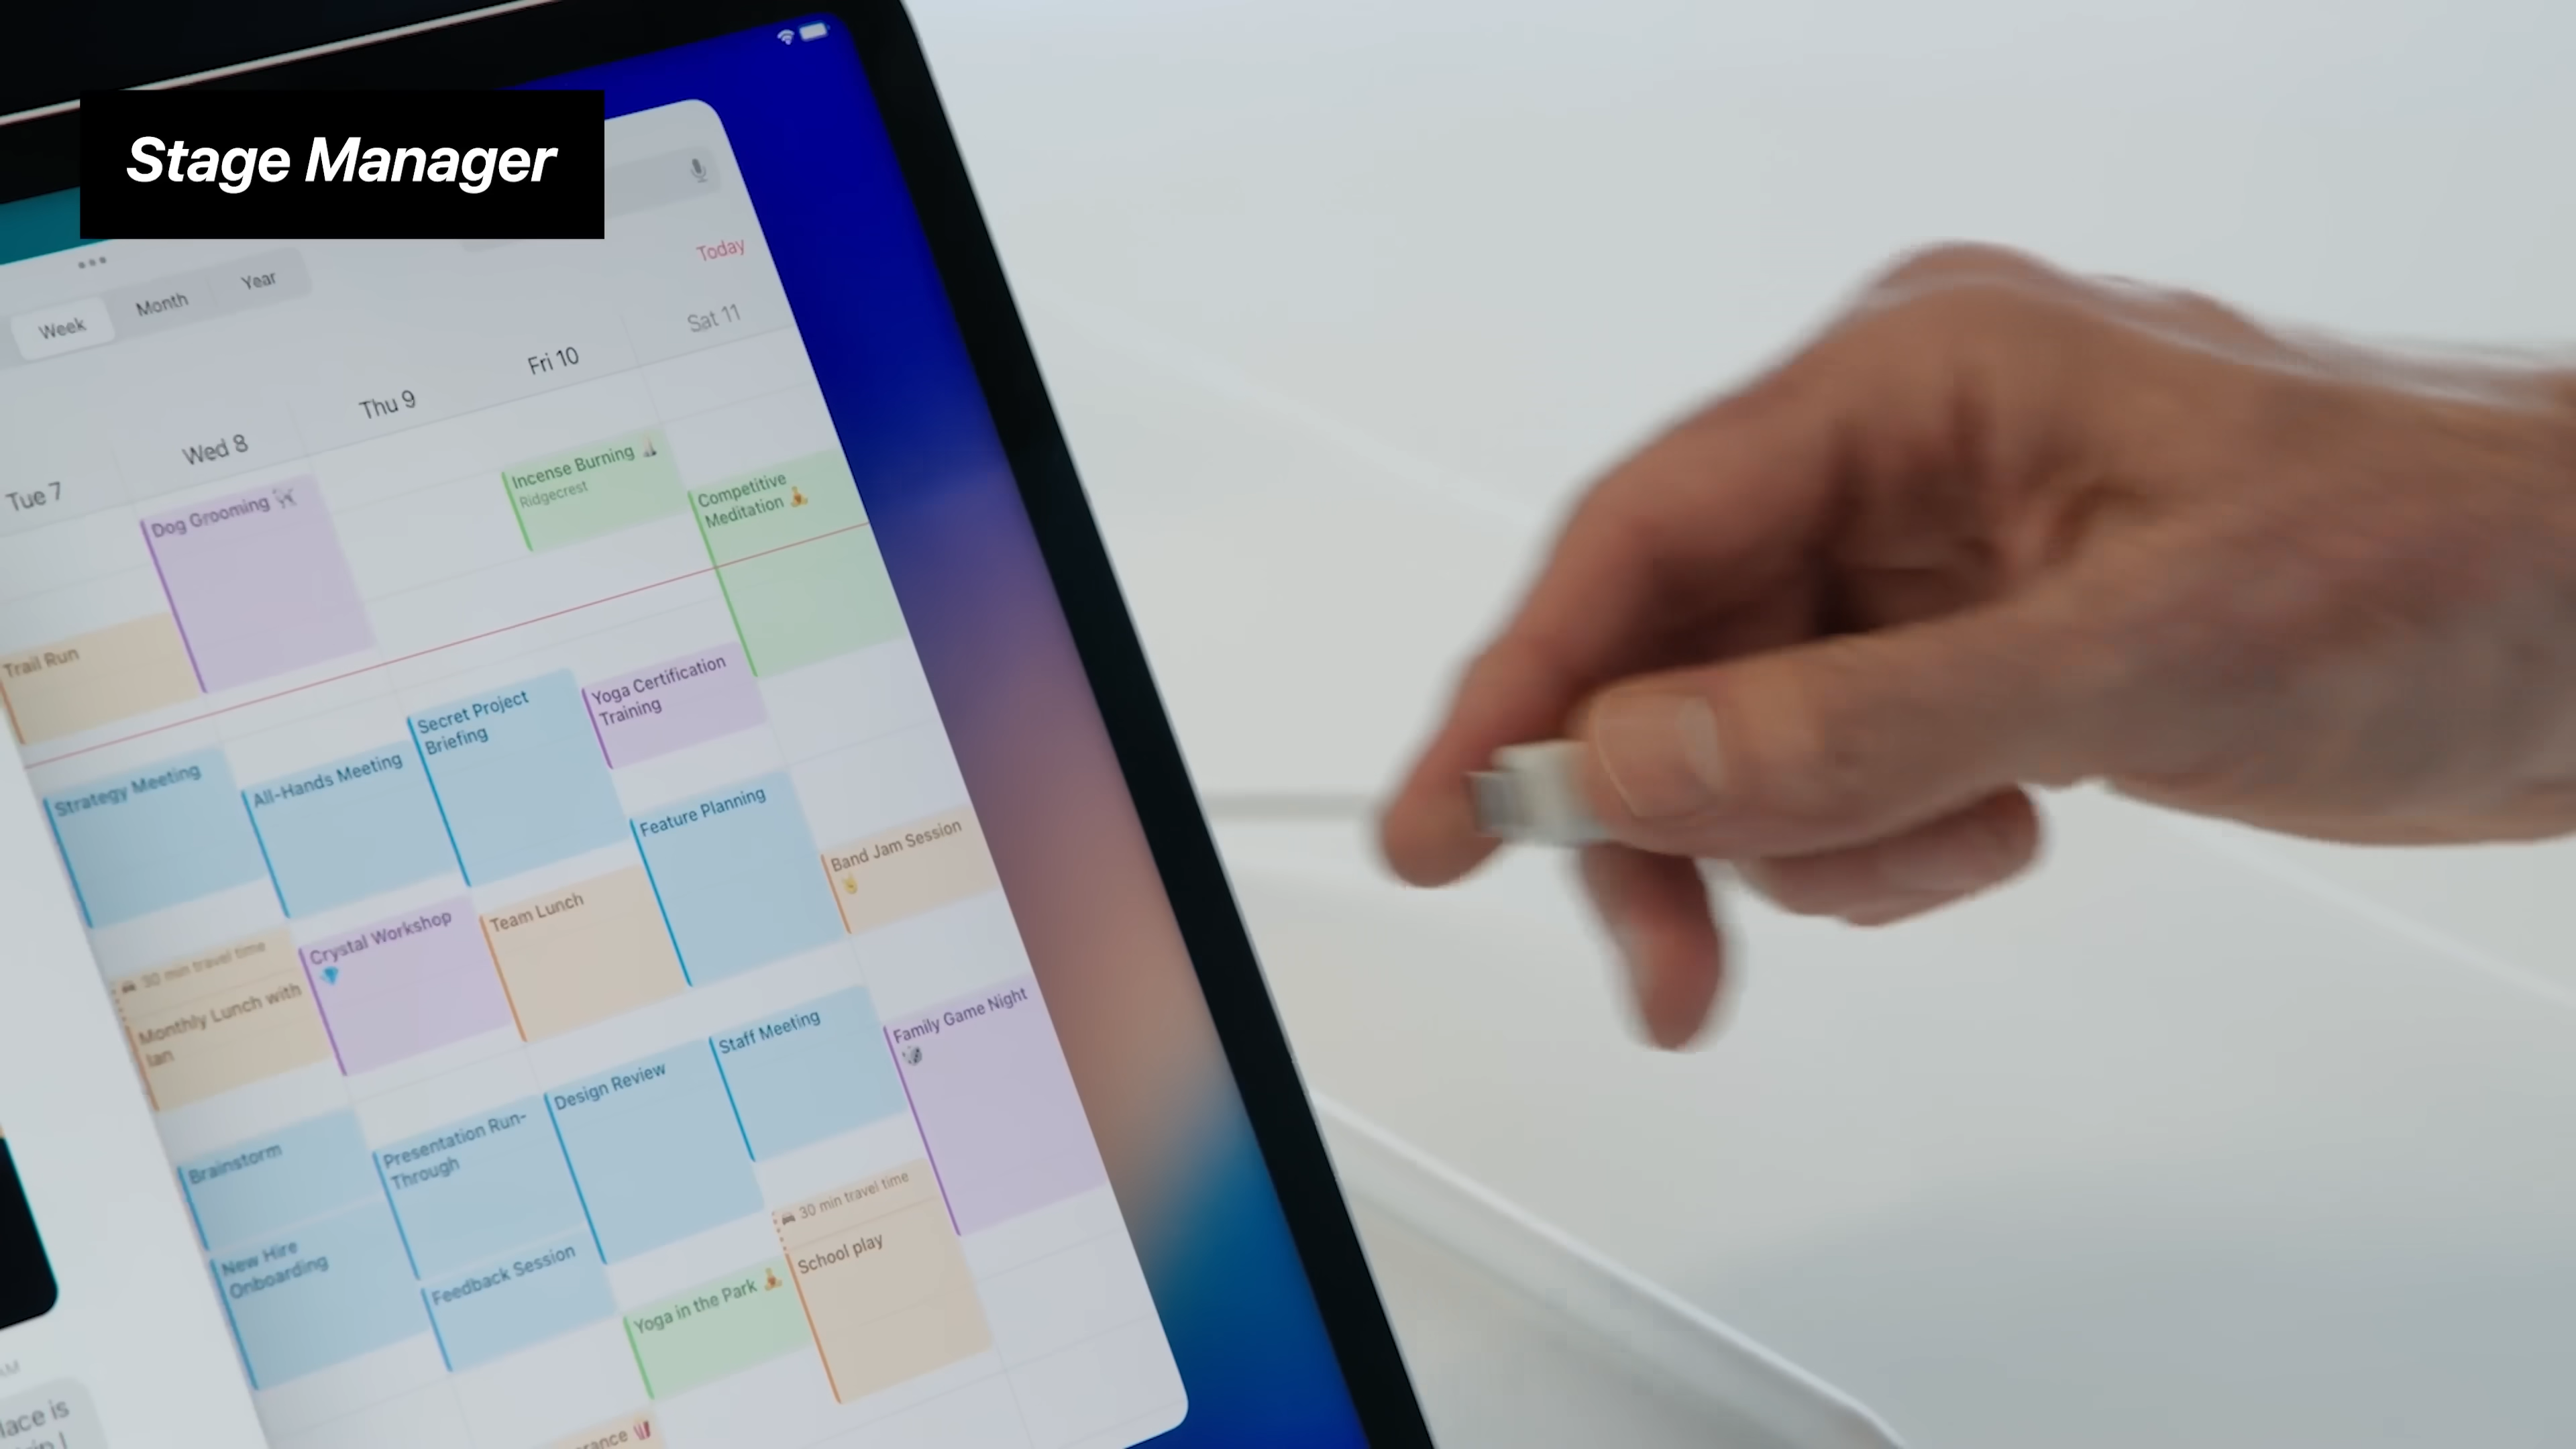 Stage Manager
Week
Month
Year
Today
Tue 7
Wed 8
Thu 9
Fri 10
Sat 11
Dog Grooming
Incense Burning
Ridgecrest
Competitive
Meditation
Trail Run
Strategy Meeting
All-Hands Meeting
Secret Project
Briefing
Yoga Certification
Training
Feature Planning
Band Jam Session
30 min travel time
Monthly Lunch with
Ian
Crystal Workshop
Team Lunch
Staff Meeting
Family Game Night
Brainstorm
Presentation Run-
Through
Design Review
30 min travel time
School play
New Hire
Onboarding
Feedback Session
Yoga in the Park
is